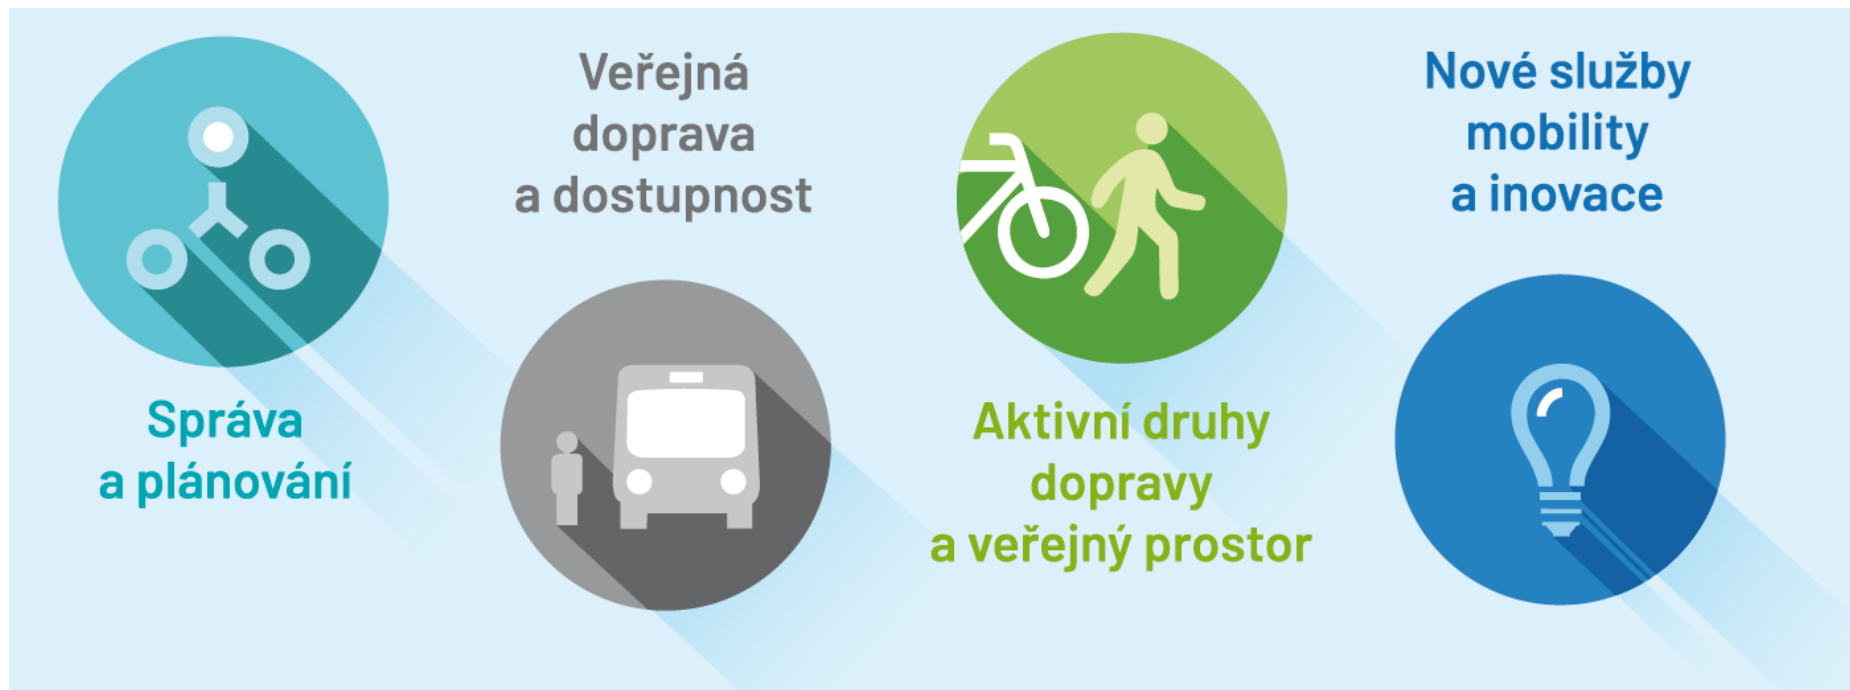 Správa
a plánování
Veřejná
doprava
a dostupnost
Aktivní druhy
dopravy
a veřejný prostor
Nové služby
mobility
a inovace